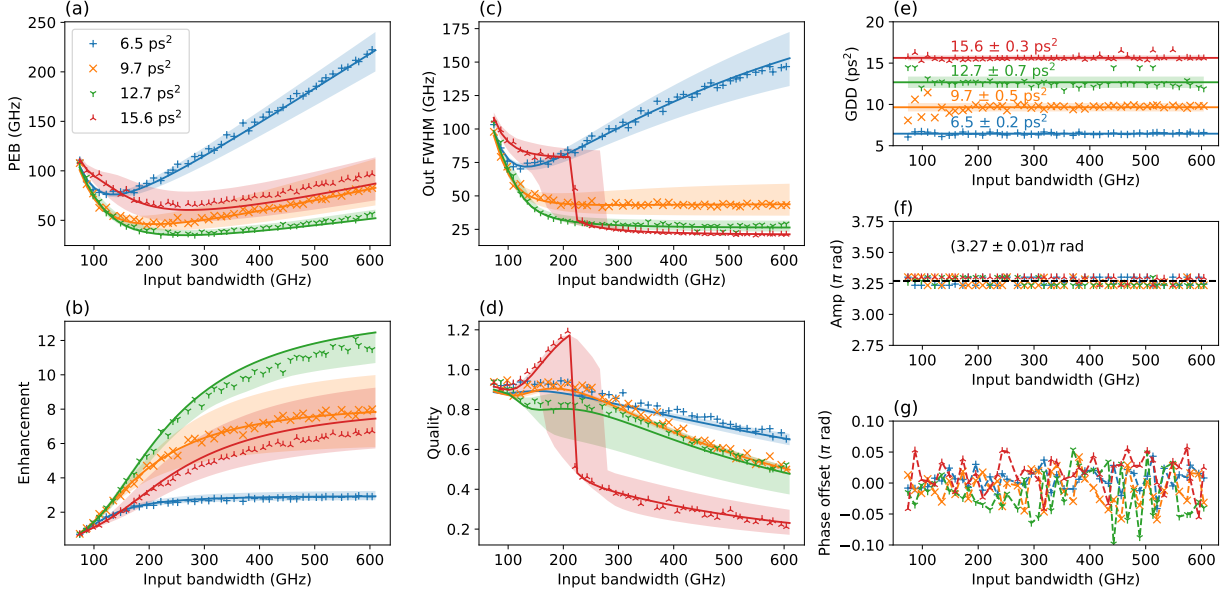 (a)
PEB (GHz)
250
200
150
100
50
6.5 ps²
9.7 ps²
12.7 ps²
15.6 ps²
100 200 300 400 500 600
Input bandwidth (GHz)
(b)
Enhancement
12
10
8
6
4
2
100 200 300 400 500 600
Input bandwidth (GHz)
(c)
Out FWHM (GHz)
175
150
125
100
75
50
25
100 200 300 400 500 600
Input bandwidth (GHz)
(d)
Quality
1.2
1.0
0.8
0.6
0.4
0.2
100 200 300 400 500 600
Input bandwidth (GHz)
(e)
GDD (ps²)
20
15
10
5
15.6 ± 0.3 ps²
12.7 ± 0.7 ps²
9.7 ± 0.5 ps²
6.5 ± 0.2 ps²
100 200 300 400 500 600
Input bandwidth (GHz)
(f)
Amp (π rad)
3.75
3.50
3.25
3.00
2.75
(3.27 ± 0.01)π rad
100 200 300 400 500 600
Input bandwidth (GHz)
(g)
Phase offset (π rad)
0.10
0.05
0.00
−0.05
−0.10
100 200 300 400 500 600
Input bandwidth (GHz)